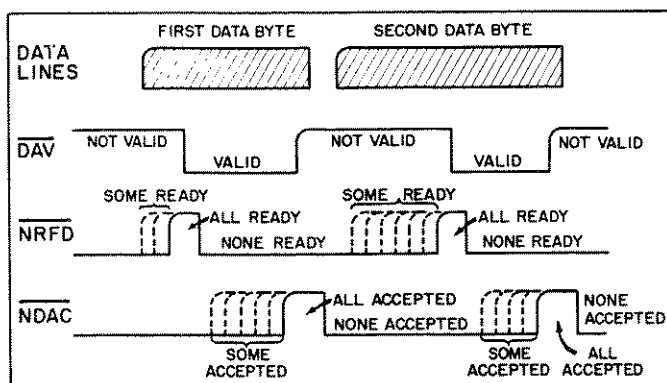 FIRST DATA BYTE SECOND DATA BYTE
DATA
LINES
DAV NOT VALID VALID NOT VALID VALID NOT VALID
SOME READY SOME READY
NRFD ALL READY ALL READY
NONE READY NONE READY
NDAC ALL ACCEPTED NONE
NONE ACCEPTED ACCEPTED
SOME SOME ALL
ACCEPTED ACCEPTED ACCEPTED